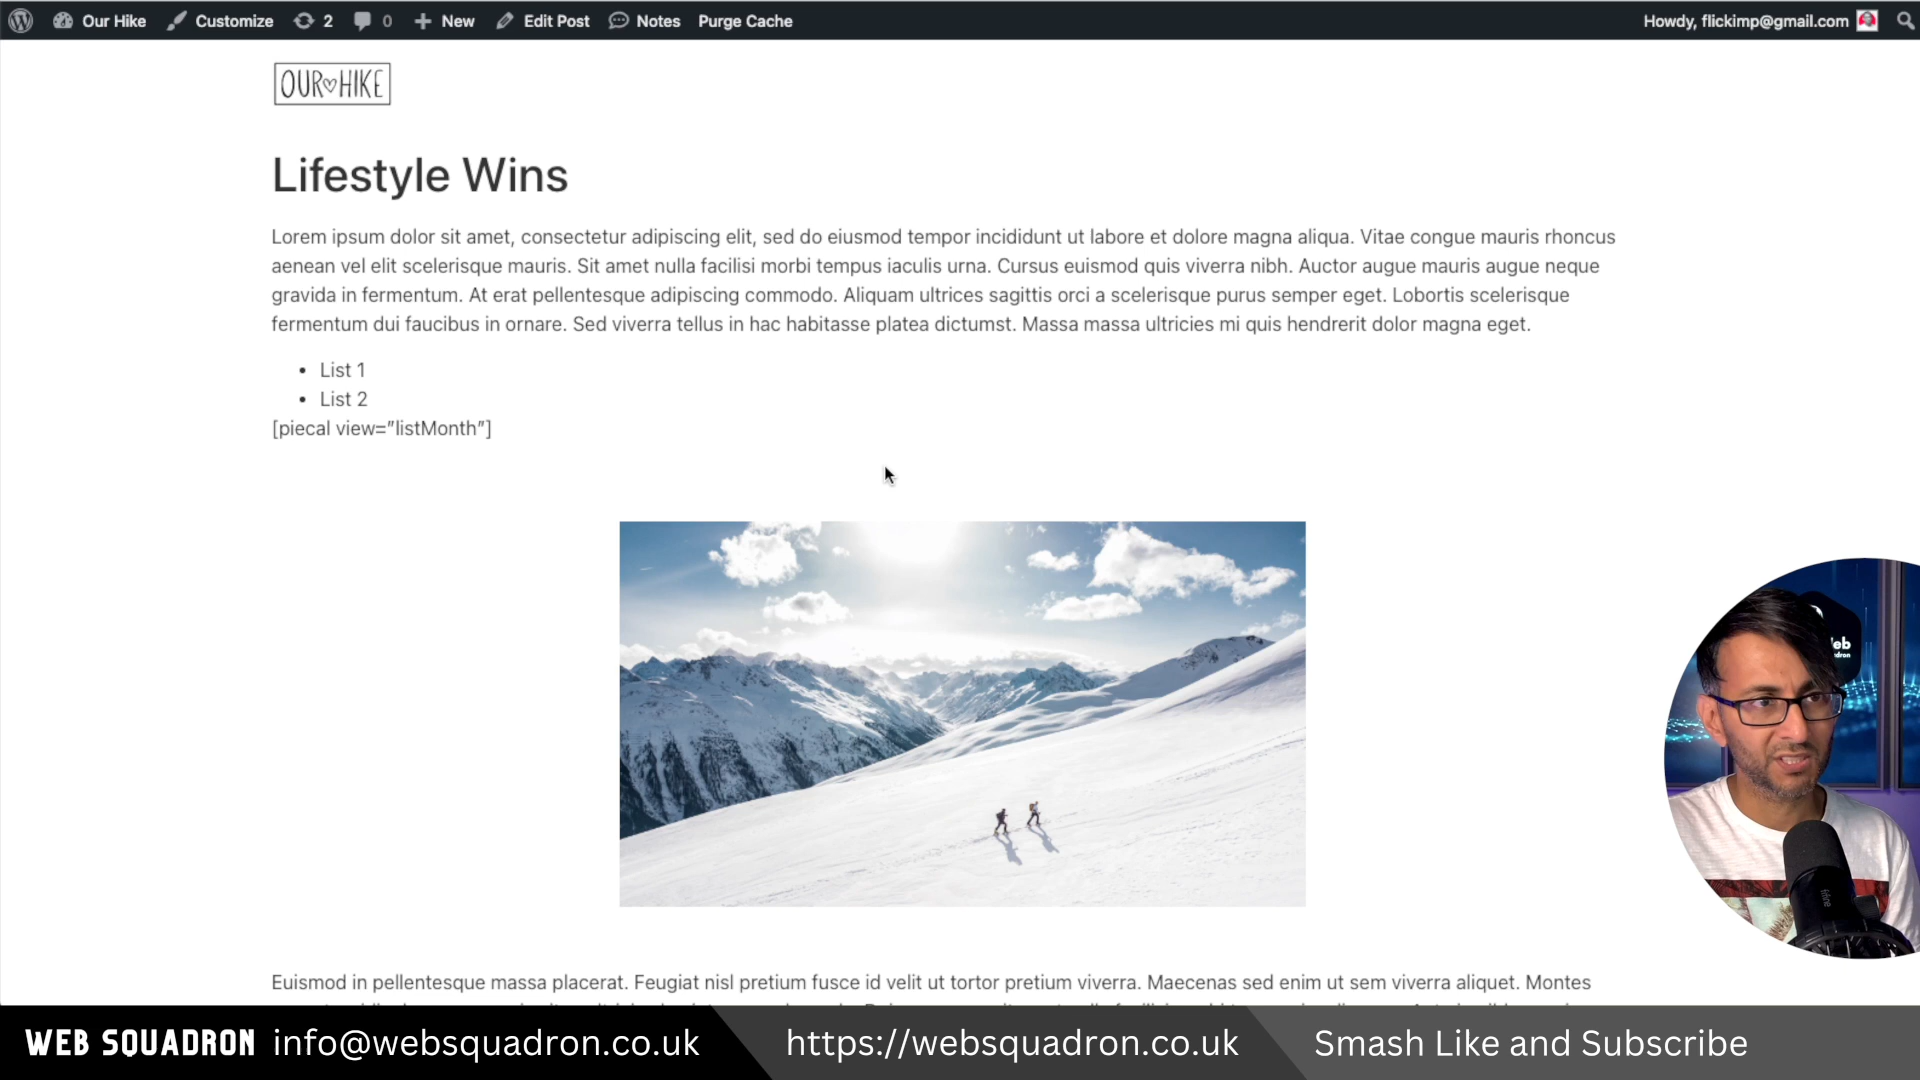 Our Hike Customize 2 0 New Edit Post Notes Purge Cache Howdy, flickimp@gmail.com
OUR HIKE
Lifestyle Wins
Lorem ipsum dolor sit amet, consectetur adipiscing elit, sed do eiusmod tempor incididunt ut labore et dolore magna aliqua. Vitae congue mauris rhoncus
aenean vel elit scelerisque mauris. Sit amet nulla facilisi morbi tempus iaculis urna. Cursus euismod quis viverra nibh. Auctor augue mauris augue neque
gravida in fermentum. At erat pellentesque adipiscing commodo. Aliquam ultrices sagittis orci a scelerisque purus semper eget. Lobortis scelerisque
fermentum dui faucibus in ornare. Sed viverra tellus in hac habitasse platea dictumst. Massa massa ultricies mi quis hendrerit dolor magna eget.
• List 1
• List 2
[piecal view=”listMonth”]
fifine
Euismod in pellentesque massa placerat. Feugiat nisl pretium fusce id velit ut tortor pretium viverra. Maecenas sed enim ut sem viverra aliquet. Montes
WEB SQUADRON info@websquadron.co.uk https://websquadron.co.uk Smash Like and Subscribe